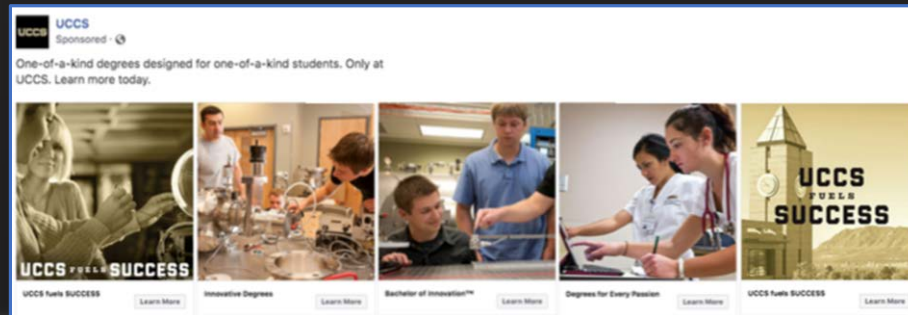 UCCS
UCCS
Sponsored ·
One-of-a-kind degrees designed for one-of-a-kind students. Only at
UCCS. Learn more today.
UCCS FUELS SUCCESS
UCCS fuels SUCCESS
Learn More
Innovative Degrees
Learn More
Bachelor of Innovation™
Learn More
Degrees for Every Passion
Learn More
UCCS
FUELS
SUCCESS
UCCS fuels SUCCESS
Learn More